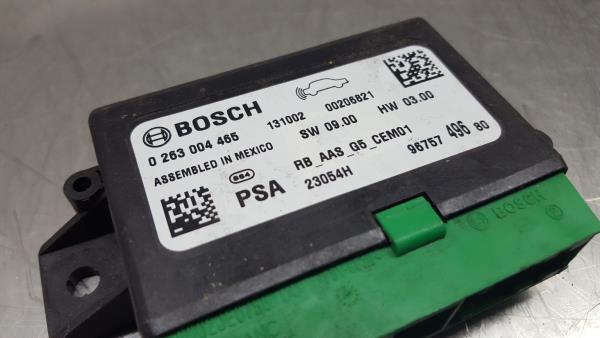 BOSCH
131002 00206821
0 263 004 465
SW 09.00 HW 03.00
ASSEMBLED IN MEXICO
RB_AAS_G5_CEM01
664 PSA 23054H 96757 496 80
BOSCH